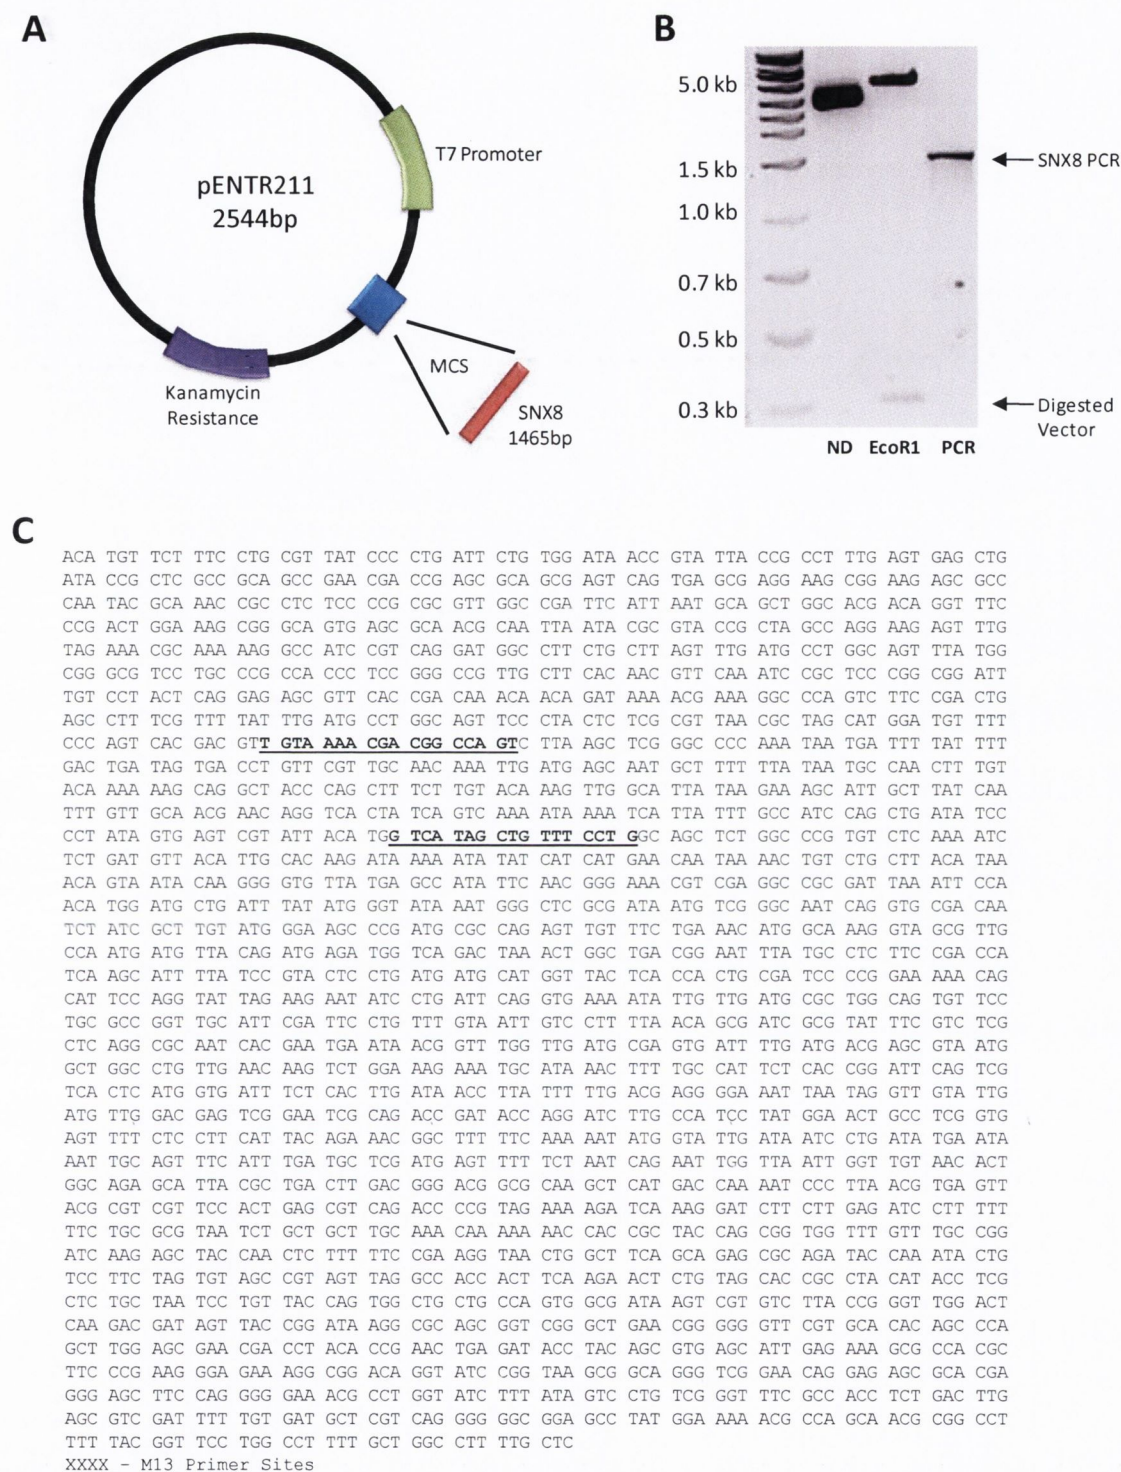 A
pENTR211
2544bp
T7 Promoter
MCS
SNX8
1465bp
Kanamycin
Resistance
B
5.0 kb
1.5 kb
1.0 kb
0.7 kb
0.5 kb
0.3 kb
SNX8 PCR
Digested
Vector
ND EcoR1 PCR
C
ACA TGT TCT TTC CTG CGT TAT CCC CTG ATT CTG TGG ATA ACC GTA TTA CCG CCT TTG AGT GAG CTG
ATA CCG CTC GCC GCA GCC GAA CGA CCG AGC GCA GCG AGT CAG TGA GCG AGG AAG CGG AAG AGC GCC
CAA TAC GCA AAC CGC CTC TCC CCG CGC GTT GGC CGA TTC ATT AAT GCA GCT GGC ACG ACA GGT TTC
CCG ACT GGA AAG CGG GCA GTG AGC GCA ACG CAA TTA ATA CGC GTA CCG CTA GCC AGG AAG AGT TTG
TAG AAA CGC AAA AAG GCC ATC CGT CAG GAT GGC CTT CTG CTT AGT TTG ATG CCT GGC AGT TTA TGG
CGG GCG TCC TGC CCG CCA CCC TCC GGG CCG TTG CTT CAC AAC GTT CAA ATC CGC TCC CGG CGG ATT
TGT CCT ACT CAG GAG AGC GTT CAC CGA CAA ACA ACA GAT AAA ACG AAA GGC CCA GTC TTC CGA CTG
AGC CTT TCG TTT TAT TTG ATG CCT GGC AGT TCC CTA CTC TCG CGT TAA CGC TAG CAT GGA TGT TTT
CCC AGT CAC GAC GTT GTA AAA CGA CGG CCA GTC TTA AGC TCG GGC CCC AAA TAA TGA TTT TAT TTT
GAC TGA TAG TGA CCT GTT CGT TGC AAC AAA TTG ATG AGC AAT GCT TTT TTA TAA TGC CAA CTT TGT
ACA AAA AAG CAG GCT ACC CAG CTT TCT TGT ACA AAG TTG GCA TTA TAA GAA AGC ATT GCT TAT CAA
TTT GTT GCA ACG AAC AGG TCA CTA TCA GTC AAA ATA AAA TCA TTA TTT GCC ATC CAG CTG ATA TCC
CCT ATA GTG AGT CGT ATT ACA TGG TCA TAG CTG TTT CCT GGC AGC TCT GGC CCG TGT CTC AAA ATC
TCT GAT GTT ACA TTG CAC AAG ATA AAA ATA TAT CAT CAT GAA CAA TAA AAC TGT CTG CTT ACA TAA
ACA GTA ATA CAA GGG GTG TTA TGA GCC ATA TTC AAC GGG AAA CGT CGA GGC CGC GAT TAA ATT CCA
ACA TGG ATG CTG ATT TAT ATG GGT ATA AAT GGG CTC GCG ATA ATG TCG GGC AAT CAG GTG CGA CAA
TCT ATC GCT TGT ATG GGA AGC CCG ATG CGC CAG AGT TGT TTC TGA AAC ATG GCA AAG GTA GCG TTG
CCA ATG ATG TTA CAG ATG AGA TGG TCA GAC TAA ACT GGC TGA CGG AAT TTA TGC CTC TTC CGA CCA
TCA AGC ATT TTA TCC GTA CTC CTG ATG ATG CAT GGT TAC TCA CCA CTG CGA TCC CCG GAA AAA CAG
CAT TCC AGG TAT TAG AAG AAT ATC CTG ATT CAG GTG AAA ATA TTG TTG ATG CGC TGG CAG TGT TCC
TGC GCC GGT TGC ATT CGA TTC CTG TTT GTA ATT GTC CTT TTA ACA GCG ATC GCG TAT TTC GTC TCG
CTC AGG CGC AAT CAC GAA TGA ATA ACG GTT TGG TTG ATG CGA GTG ATT TTG ATG ACG AGC GTA ATG
GCT GGC CTG TTG AAC AAG TCT GGA AAG AAA TGC ATA AAC TTT TGC CAT TCT CAC CGG ATT CAG TCG
TCA CTC ATG GTG ATT TCT CAC TTG ATA ACC TTA TTT TTG ACG AGG GGA AAT TAA TAG GTT GTA TTG
ATG TTG GAC GAG TCG GAA TCG CAG ACC GAT ACC AGG ATC TTG CCA TCC TAT GGA ACT GCC TCG GTG
AGT TTT CTC CTT CAT TAC AGA AAC GGC TTT TTC AAA AAT ATG GTA TTG ATA ATC CTG ATA TGA ATA
AAT TGC AGT TTC ATT TGA TGC TCG ATG AGT TTT TCT AAT CAG AAT TGG TTA ATT GGT TGT AAC ACT
GGC AGA GCA TTA CGC TGA CTT GAC GGG ACG GCG CAA GCT CAT GAC CAA AAT CCC TTA ACG TGA GTT
ACG CGT CGT TCC ACT GAG CGT CAG ACC CCG TAG AAA AGA TCA AAG GAT CTT CTT GAG ATC CTT TTT
TTC TGC GCG TAA TCT GCT GCT TGC AAA CAA AAA AAC CAC CGC TAC CAG CGG TGG TTT GTT TGC CGG
ATC AAG AGC TAC CAA CTC TTT TTC CGA AGG TAA CTG GCT TCA GCA GAG CGC AGA TAC CAA ATA CTG
TCC TTC TAG TGT AGC CGT AGT TAG GCC ACC ACT TCA AGA ACT CTG TAG CAC CGC CTA CAT ACC TCG
CTC TGC TAA TCC TGT TAC CAG TGG CTG CTG CCA GTG GCG ATA AGT CGT GTC TTA CCG GGT TGG ACT
CAA GAC GAT AGT TAC CGG ATA AGG CGC AGC GGT CGG GCT GAA CGG GGG GTT CGT GCA CAC AGC CCA
GCT TGG AGC GAA CGA CCT ACA CCG AAC TGA GAT ACC TAC AGC GTG AGC ATT GAG AAA GCG CCA CGC
TTC CCG AAG GGA GAA AGG CGG ACA GGT ATC CGG TAA GCG GCA GGG TCG GAA CAG GAG AGC GCA CGA
GGG AGC TTC CAG GGG GAA ACG CCT GGT ATC TTT ATA GTC CTG TCG GGT TTC GCC ACC TCT GAC TTG
AGC GTC GAT TTT TGT GAT GCT CGT CAG GGG GGC GGA GCC TAT GGA AAA ACG CCA GCA ACG CGG CCT
TTT TAC GGT TCC TGG CCT TTT GCT GGC CTT TTG CTC
XXXX - M13 Primer Sites